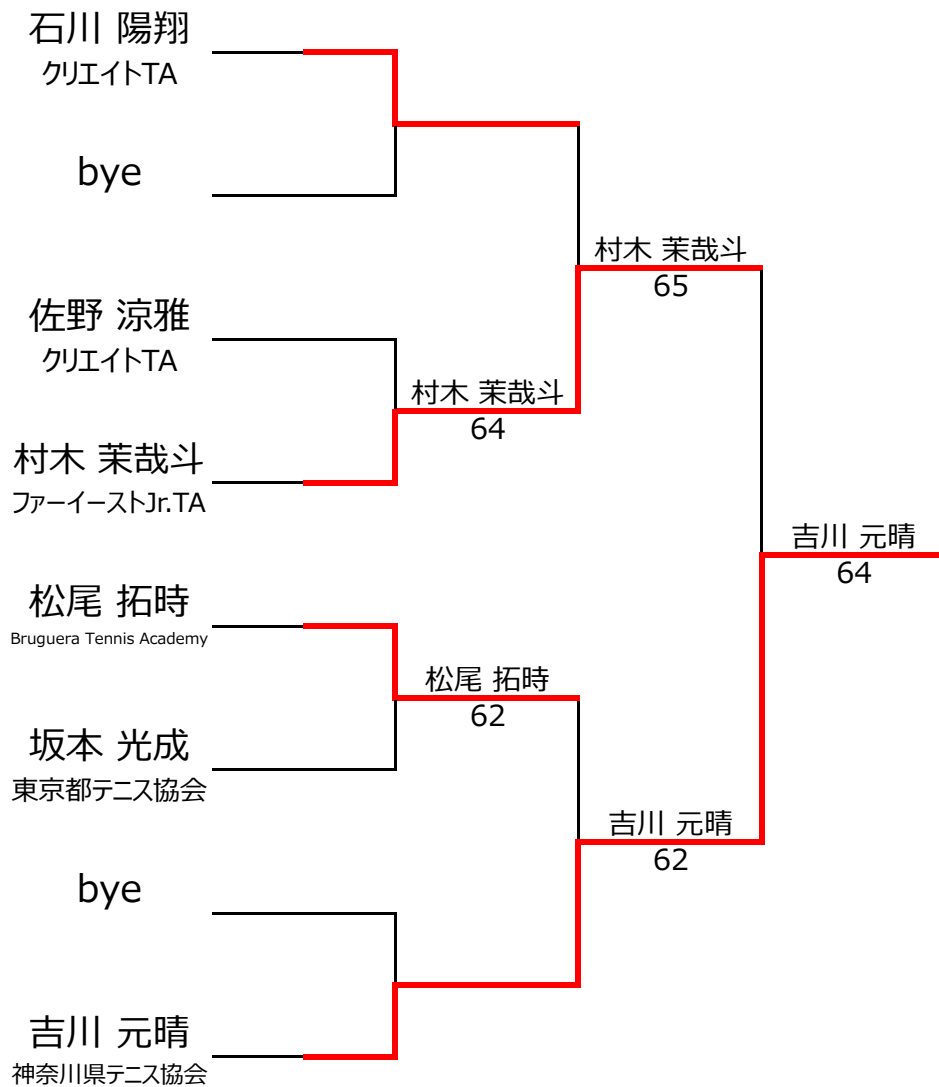 石川 陽翔
クリエイトTA
bye
佐野 涼雅
クリエイトTA
村木 茉哉斗
ファーイーストJr.TA
松尾 拓時
Bruguera Tennis Academy
坂本 光成
東京都テニス協会
bye
吉川 元晴
神奈川県テニス協会
村木 茉哉斗
64
松尾 拓時
62
村木 茉哉斗
65
吉川 元晴
62
吉川 元晴
64